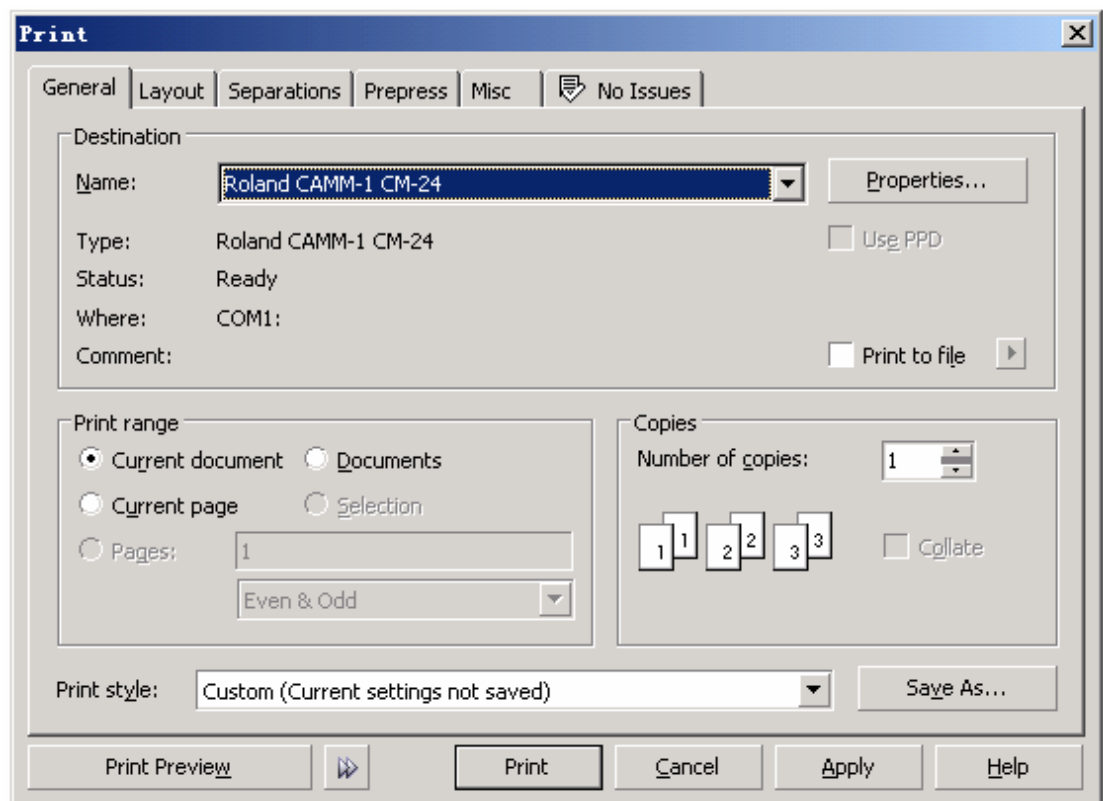 Print
General Layout Separations Prepress Misc No Issues
Destination
Name: Roland CAMM-1 CM-24 Properties...
Type: Roland CAMM-1 CM-24 Use PPD
Status: Ready
Where: COM1:
Comment: Print to file
Print range
Current document Documents
Current page Selection
Pages: 1
Even & Odd
Copies
Number of copies: 1
1 1 2 2 3 3 Collate
Print style: Custom (Current settings not saved) Save As...
Print Preview Print Cancel Apply Help